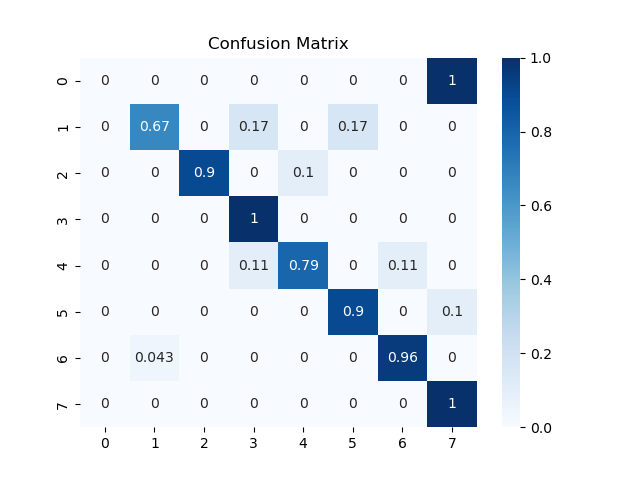 Confusion Matrix
0 0 0 0 0 0 0 0 1
1 0 0.67 0 0.17 0 0.17 0 0
2 0 0 0.9 0 0.1 0 0 0
3 0 0 0 1 0 0 0 0
4 0 0 0 0.11 0.79 0 0.11 0
5 0 0 0 0 0 0.9 0 0.1
6 0 0.043 0 0 0 0 0.96 0
7 0 0 0 0 0 0 0 1
0 1 2 3 4 5 6 7
1.0
0.8
0.6
0.4
0.2
0.0